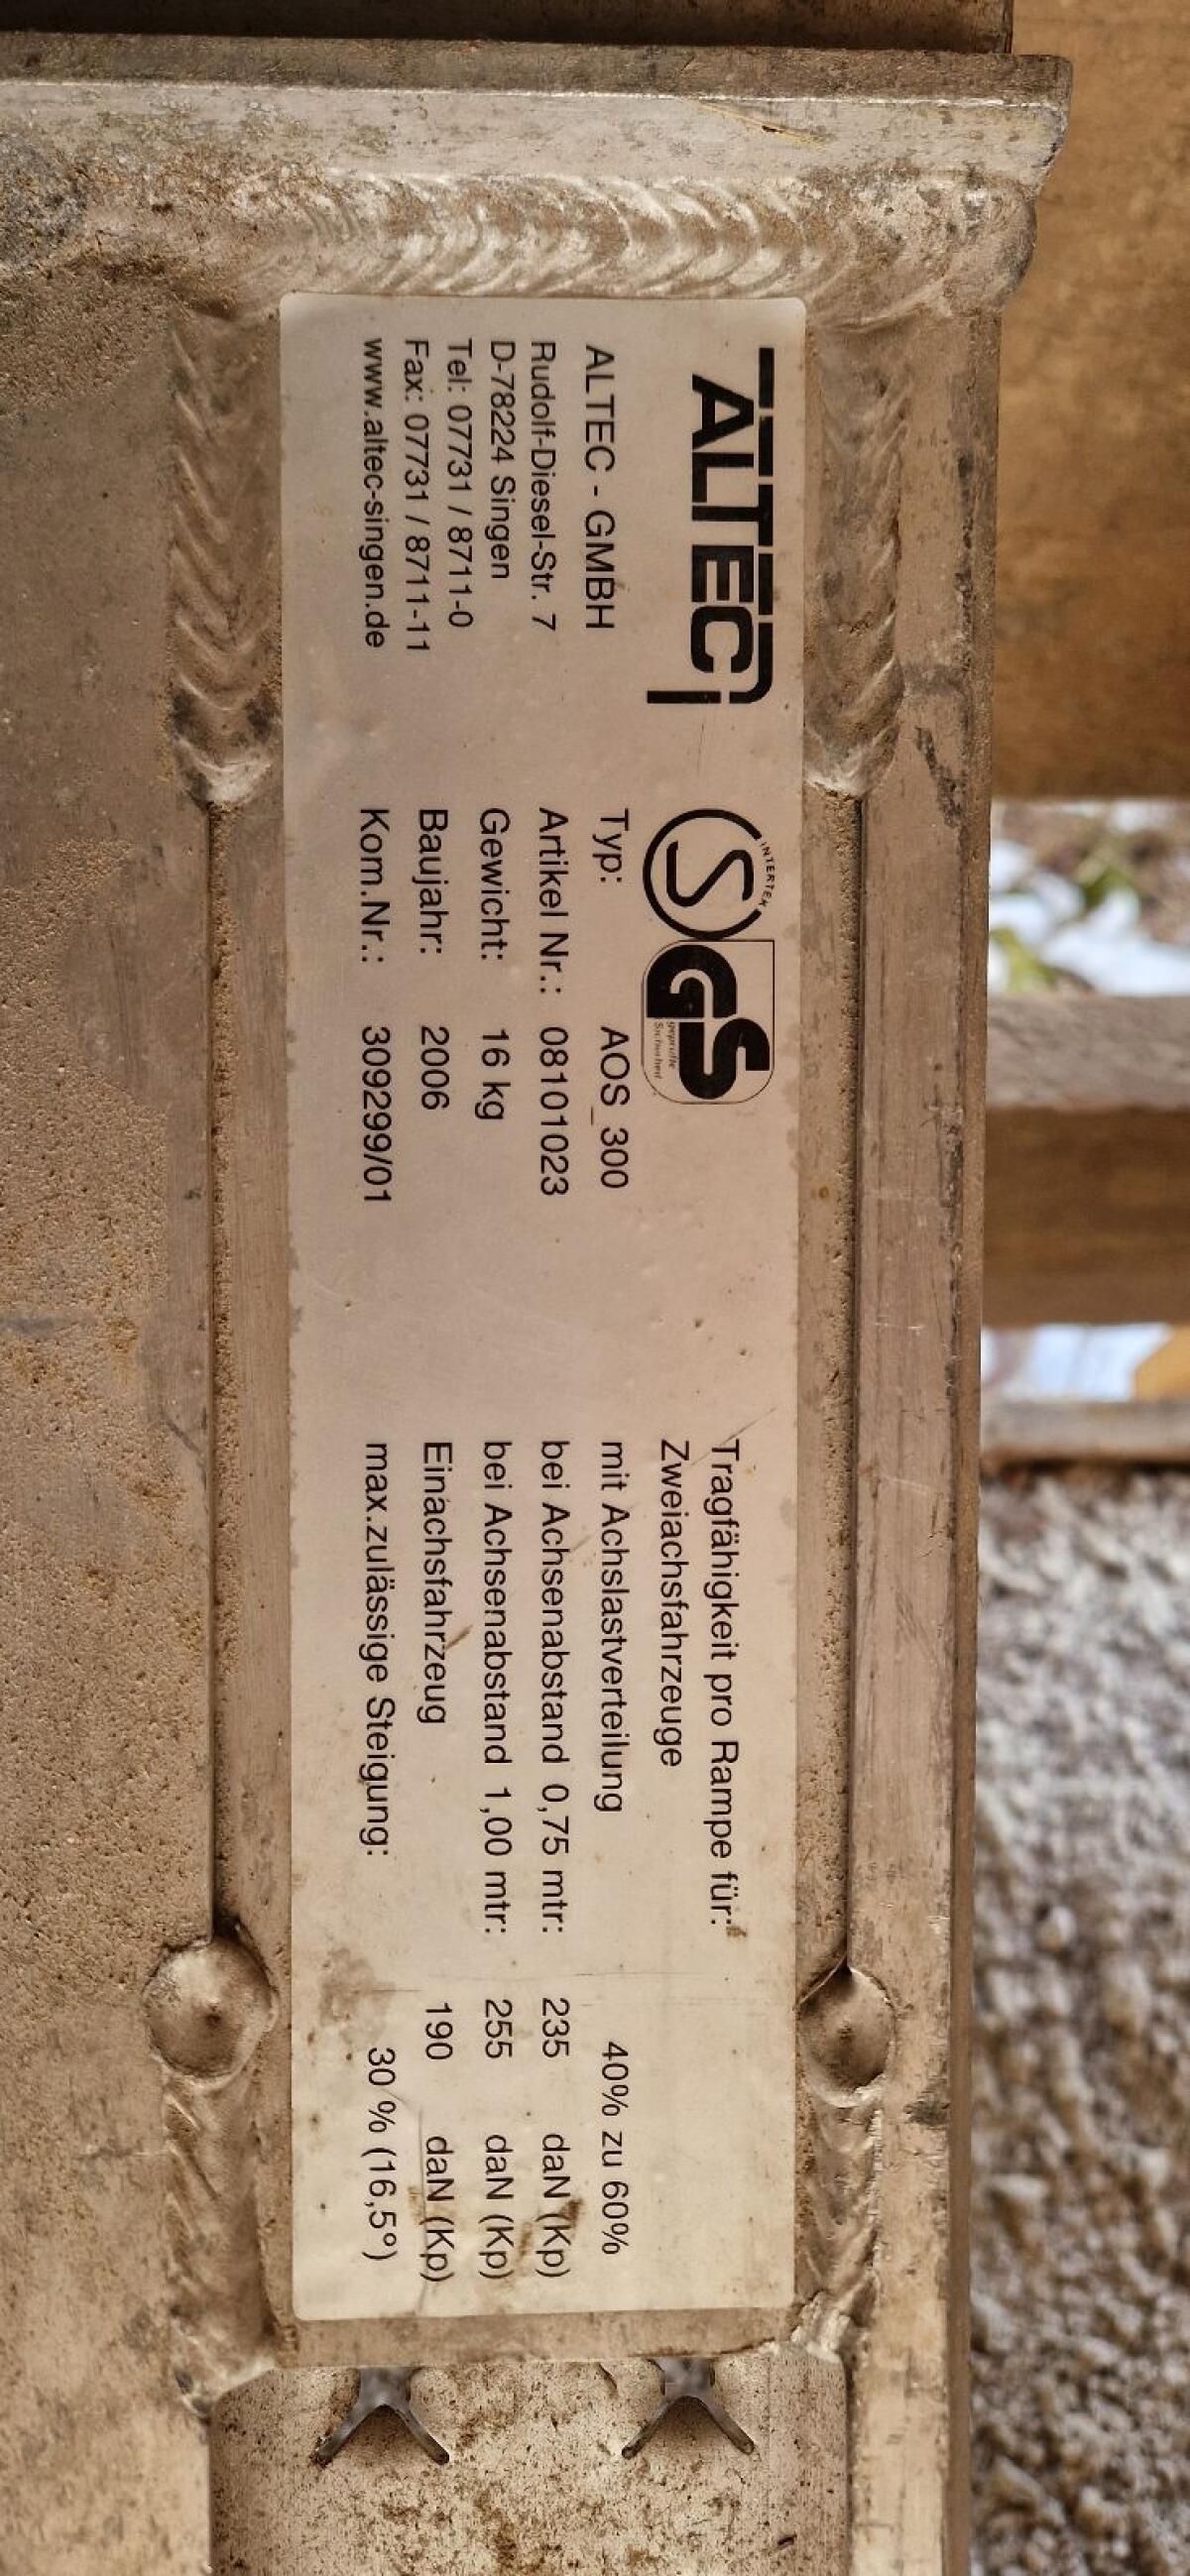 ALTEC
ALTEC - GMBH
Rudolf-Diesel-Str. 7
D-78224 Singen
Tel: 07731 / 8711-0
Fax: 07731 / 8711-11
www.altec-singen.de
INTERTEK
S GS
geprüfte
Sicherheit
Typ: AOS_300
Artikel Nr.: 08101023
Gewicht: 16 kg
Baujahr: 2006
Kom.Nr.: 309299/01
Tragfähigkeit pro Rampe für:
Zweiachsfahrzeuge
mit Achslastverteilung 40% zu 60%
bei Achsenabstand 0,75 mtr: 235 daN (Kp)
bei Achsenabstand 1,00 mtr: 255 daN (Kp)
Einachsfahrzeug 190 daN (Kp)
max.zulässige Steigung: 30 % (16,5°)